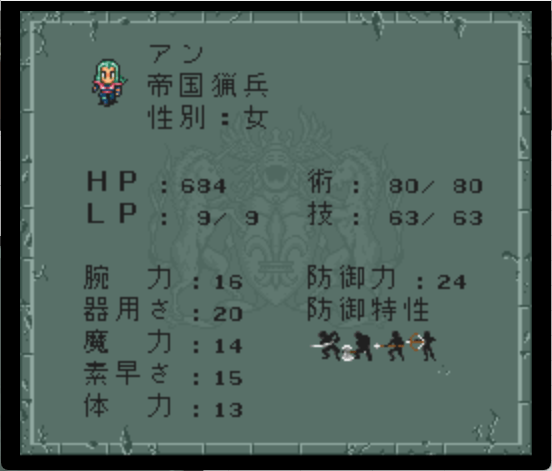 アン
帝国猟兵
性別：女
HP：684 術：80/ 80
LP：9/ 9 技：63/ 63
腕 力：16 防御力：24
器用さ：20 防御特性
魔 力：14
素早さ：15
体 力：13